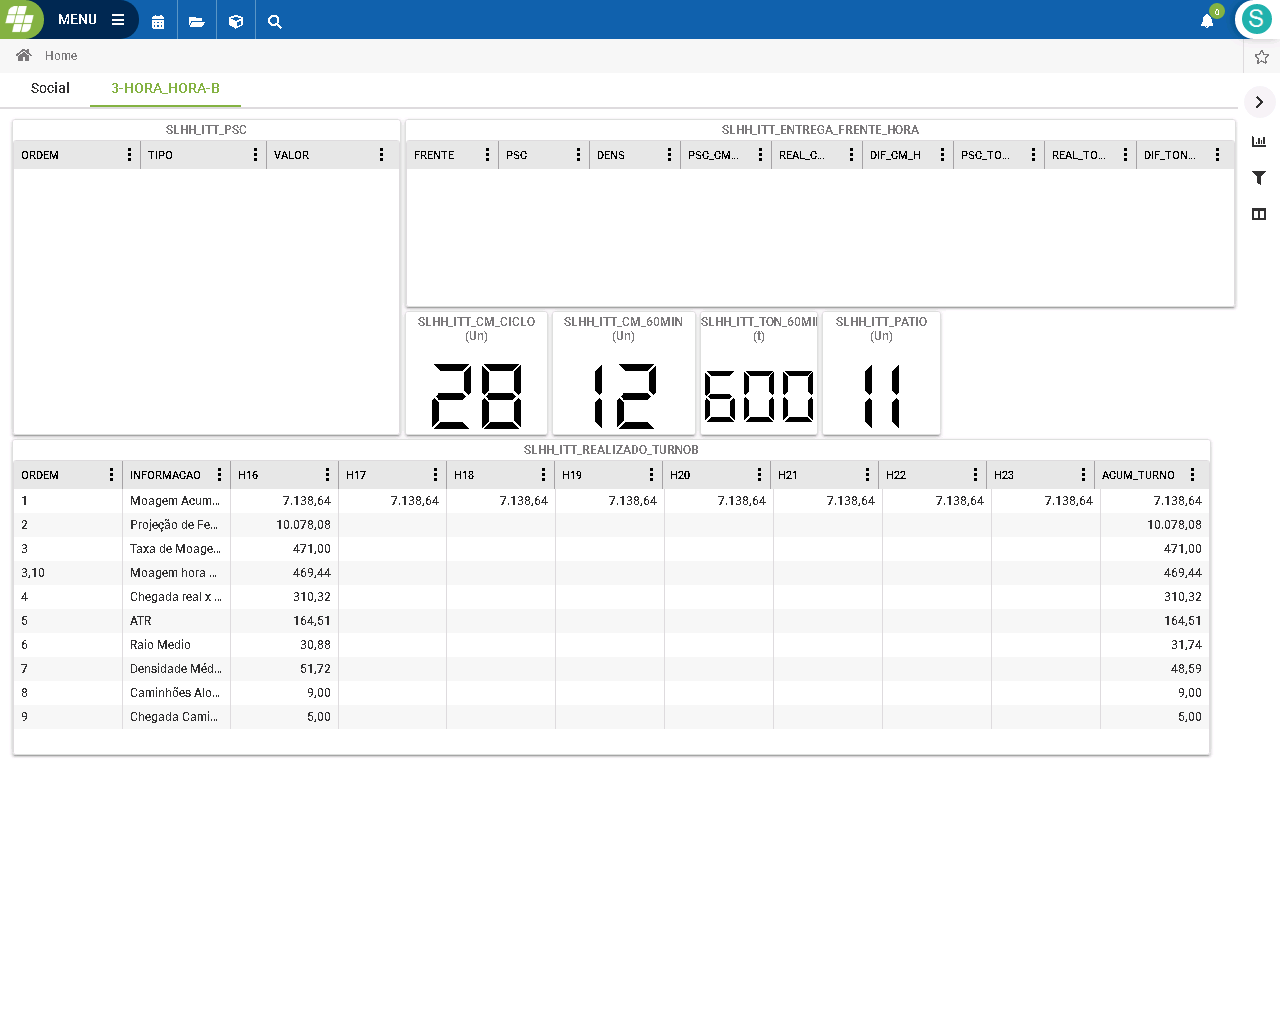 MENU
0
S
Home
Social 3-HORA_HORA-B
SLHH_ITT_PSC
ORDEM TIPO VALOR
SLHH_ITT_ENTREGA_FRENTE_HORA
FRENTE PSC DENS PSC_CM... REAL_C... DIF_CM_H PSC_TO... REAL_TO... DIF_TON...
SLHH_ITT_CM_CICLO
(Un)
28
SLHH_ITT_CM_60MIN
(Un)
12
SLHH_ITT_TON_60MI
(t)
600
SLHH_ITT_PATIO
(Un)
11
SLHH_ITT_REALIZADO_TURNOB
ORDEM INFORMACAO H16 H17 H18 H19 H20 H21 H22 H23 ACUM_TURNO
1 Moagem Acum... 7.138,64 7.138,64 7.138,64 7.138,64 7.138,64 7.138,64 7.138,64 7.138,64 7.138,64
2 Projeção de Fe... 10.078,08 10.078,08
3 Taxa de Moage... 471,00 471,00
3,10 Moagem hora ... 469,44 469,44
4 Chegada real x ... 310,32 310,32
5 ATR 164,51 164,51
6 Raio Medio 30,88 31,74
7 Densidade Méd... 51,72 48,59
8 Caminhões Alo... 9,00 9,00
9 Chegada Cami... 5,00 5,00